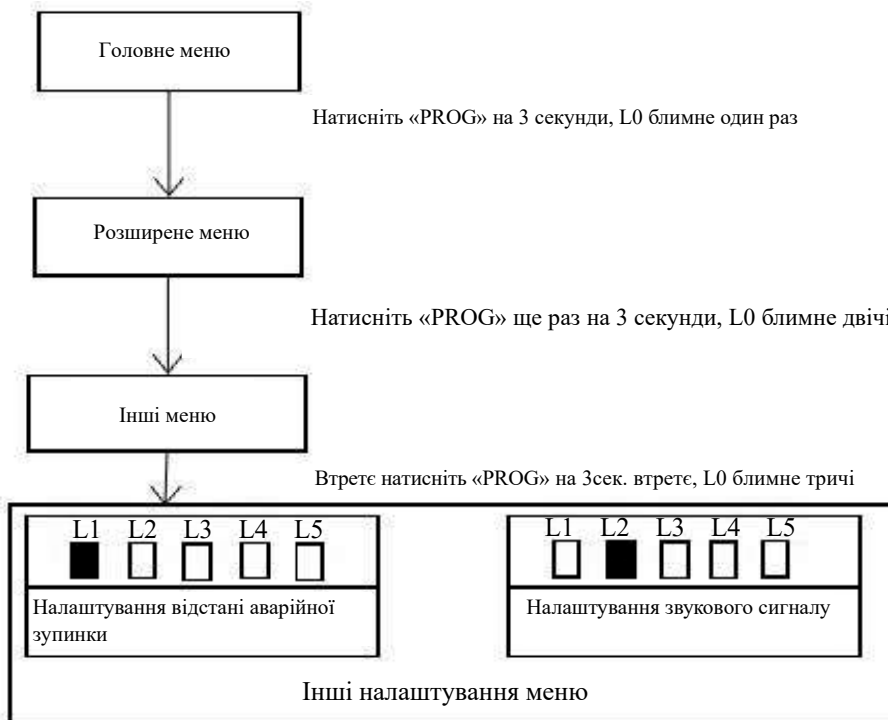 Головне меню
Натисніть «PROG» на 3 секунди, L0 блимне один раз
Розширене меню
Натисніть «PROG» ще раз на 3 секунди, L0 блимне двічі
Інші меню
Втретє натисніть «PROG» на 3сек. втретє, L0 блимне тричі
L1 L2 L3 L4 L5
Налаштування відстані аварійної
зупинки
L1 L2 L3 L4 L5
Налаштування звукового сигналу
Інші налаштування меню